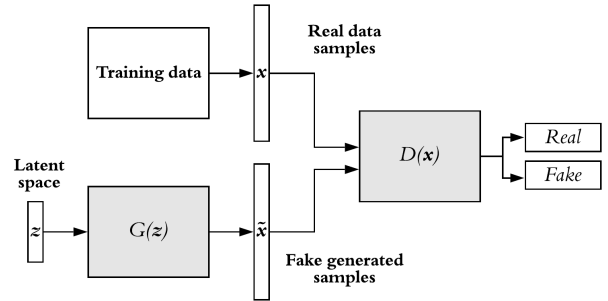 Real data
samples
Training data
x
D(x)
Real
Fake
Latent
space
z
G(z)
x̃
Fake generated
samples